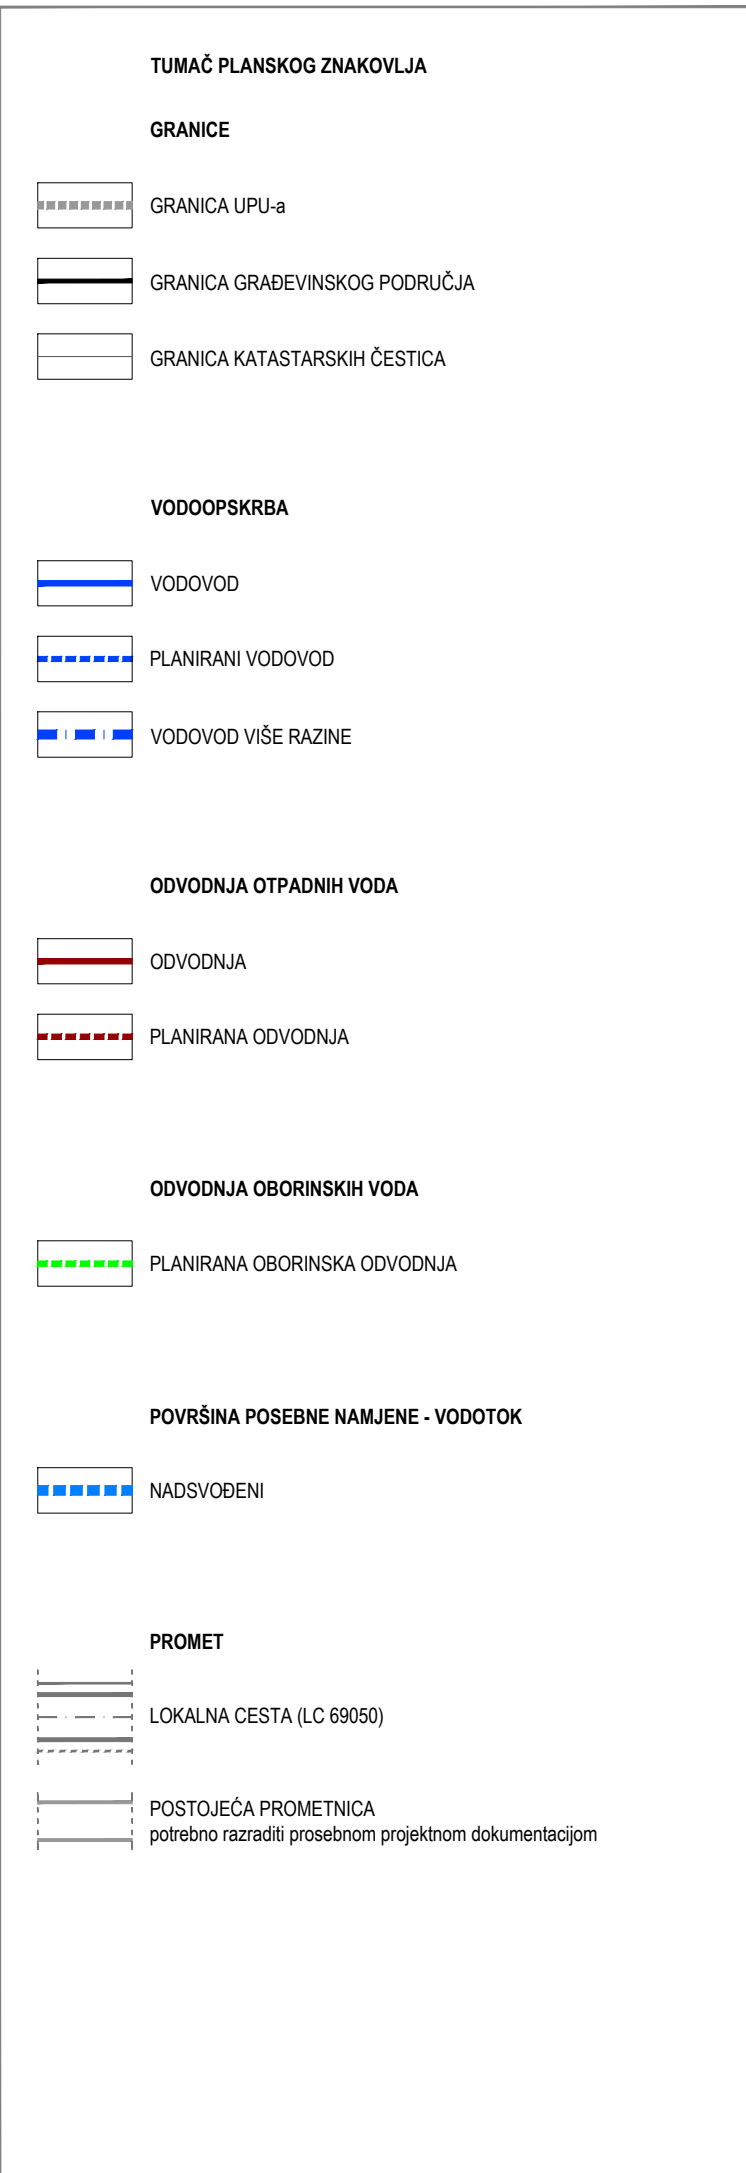 TUMAČ PLANSKOG ZNAKOVLJA
GRANICE
GRANICA UPU-a
GRANICA GRAĐEVINSKOG PODRUČJA
GRANICA KATASTARSKIH ČESTICA
VODOOPSKRBA
VODOVOD
PLANIRANI VODOVOD
VODOVOD VIŠE RAZINE
ODVODNJA OTPADNIH VODA
ODVODNJA
PLANIRANA ODVODNJA
ODVODNJA OBORINSKIH VODA
PLANIRANA OBORINSKA ODVODNJA
POVRŠINA POSEBNE NAMJENE - VODOTOK
NADSVOĐENI
PROMET
LOKALNA CESTA (LC 69050)
POSTOJEĆA PROMETNICA
potrebno razraditi prosebnom projektnom dokumentacijom